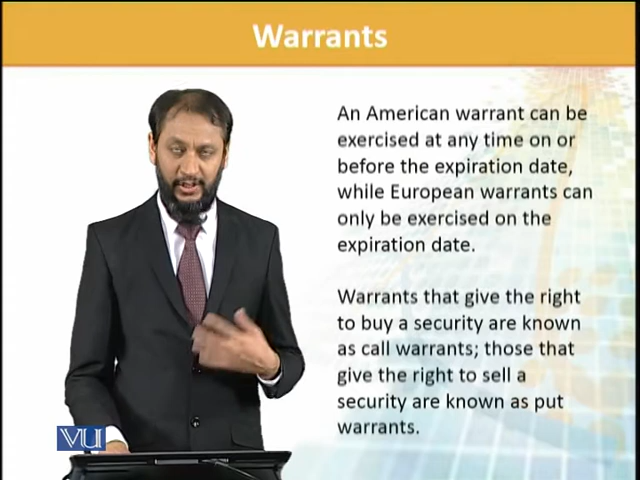 Warrants
An American warrant can be
exercised at any time on or
before the expiration date,
while European warrants can
only be exercised on the
expiration date.
Warrants that give the right
to buy a security are known
as call warrants; those that
give the right to sell a
security are known as put
warrants.
VU